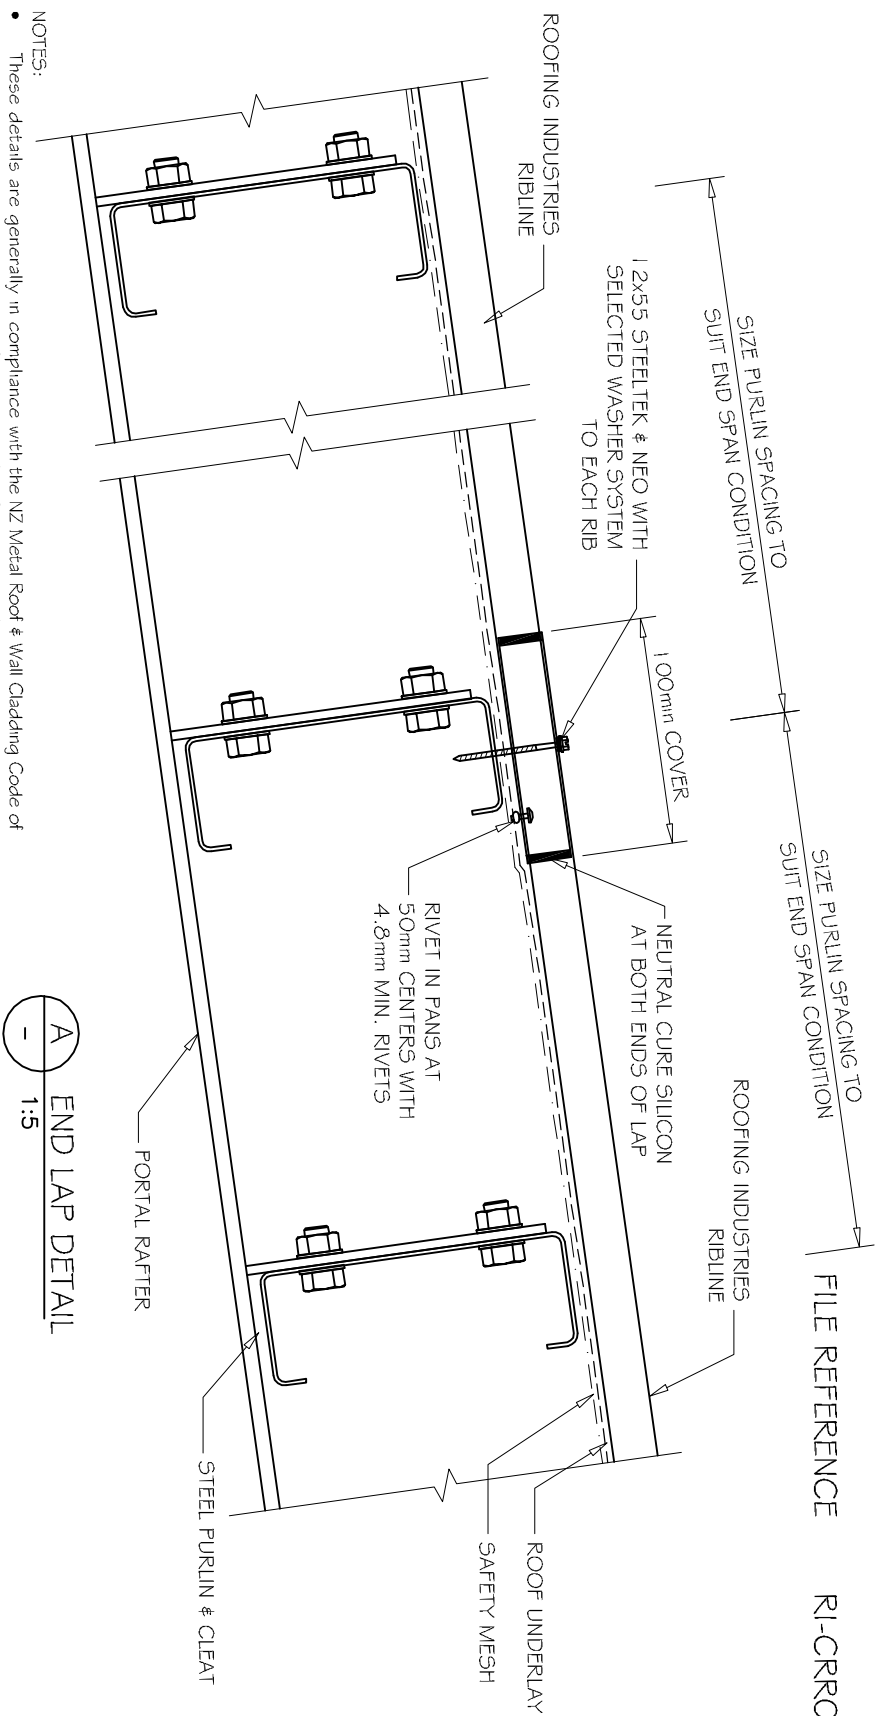 FILE REFERENCE
RI-CRRC
SIZE PURLIN SPACING TO
SUIT END SPAN CONDITION
SIZE PURLIN SPACING TO
SUIT END SPAN CONDITION
ROOFING INDUSTRIES
RIBLINE
12x55 STEELTEK & NEO WITH
SELECTED WASHER SYSTEM
TO EACH RIB
100min COVER
NEUTRAL CURE SILICON
AT BOTH ENDS OF LAP
ROOFING INDUSTRIES
RIBLINE
RIVET IN PANS AT
50mm CENTERS WITH
4.8mm MIN. RIVETS
ROOF UNDERLAY
SAFETY MESH
PORTAL RAFTER
STEEL PURLIN & CLEAT
A
-
END LAP DETAIL
1:5
NOTES:
• These details are generally in compliance with the NZ Metal Roof & Wall Cladding Code of